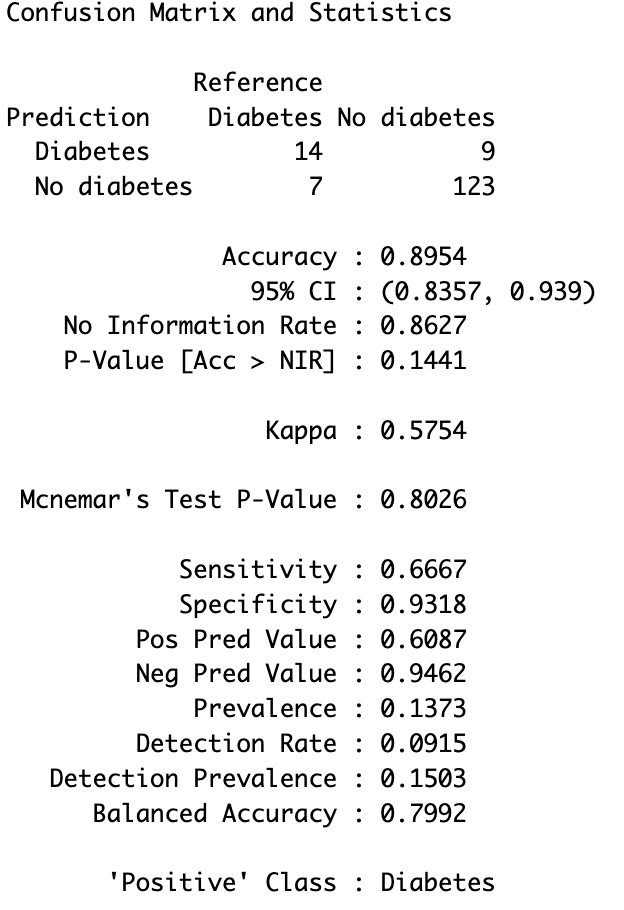 Confusion Matrix and Statistics
Reference
Prediction Diabetes No diabetes
Diabetes 14 9
No diabetes 7 123
Accuracy : 0.8954
95% CI : (0.8357, 0.939)
No Information Rate : 0.8627
P-Value [Acc > NIR] : 0.1441
Kappa : 0.5754
Mcnemar's Test P-Value : 0.8026
Sensitivity : 0.6667
Specificity : 0.9318
Pos Pred Value : 0.6087
Neg Pred Value : 0.9462
Prevalence : 0.1373
Detection Rate : 0.0915
Detection Prevalence : 0.1503
Balanced Accuracy : 0.7992
'Positive' Class : Diabetes